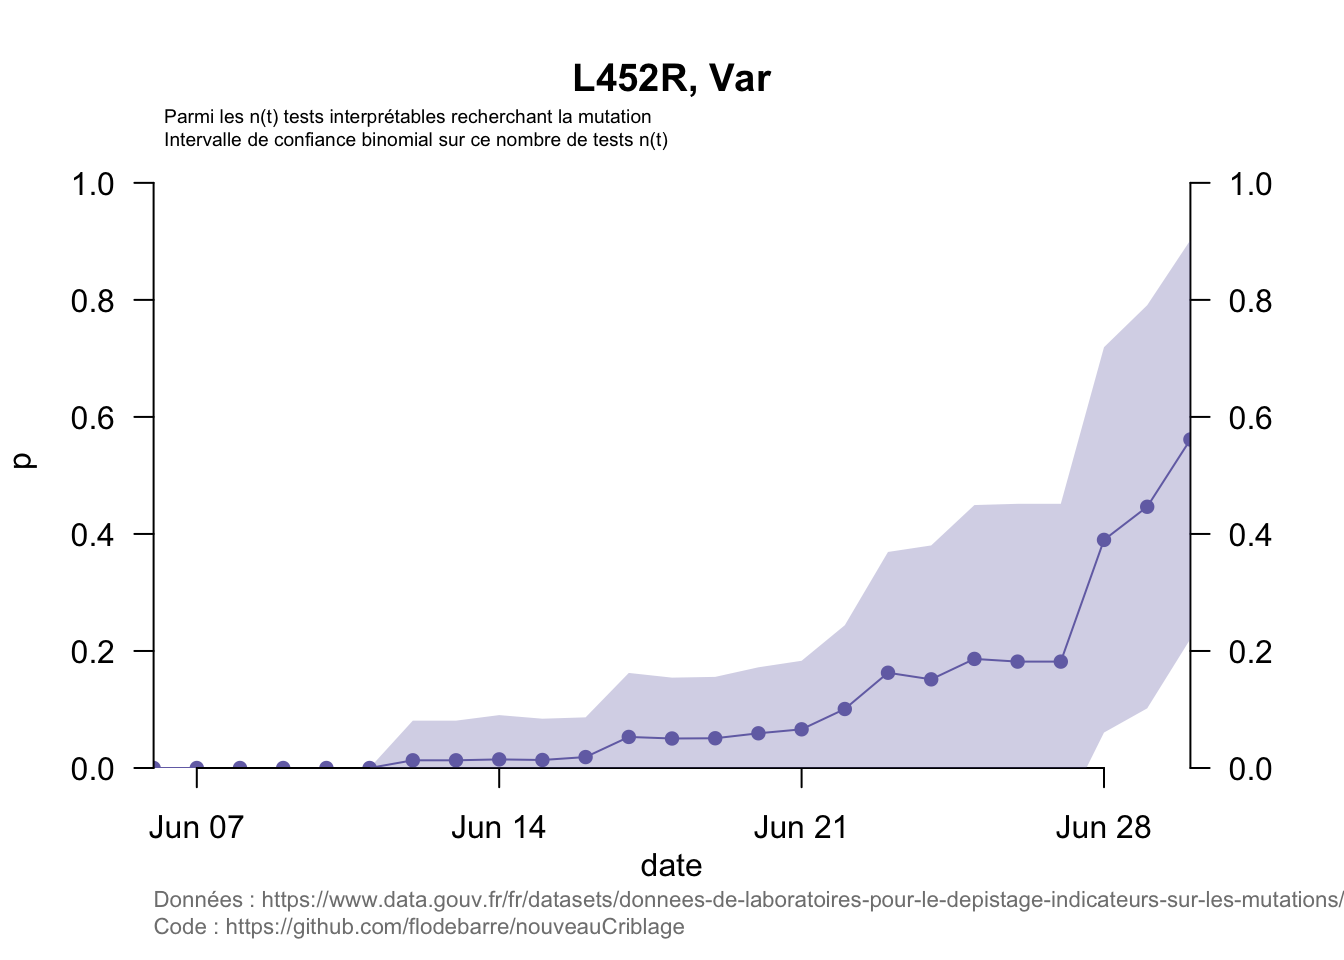 L452R, Var
Parmi les n(t) tests interprétables recherchant la mutation
Intervalle de confiance binomial sur ce nombre de tests n(t)
1.0 1.0
0.8 0.8
0.6 0.6
p
0.4 0.4
0.2 0.2
0.0 0.0
Jun 07 Jun 14 Jun 21 Jun 28
date
Données : https://www.data.gouv.fr/fr/datasets/donnees-de-laboratoires-pour-le-depistage-indicateurs-sur-les-mutations/
Code : https://github.com/flodebarre/nouveauCriblage